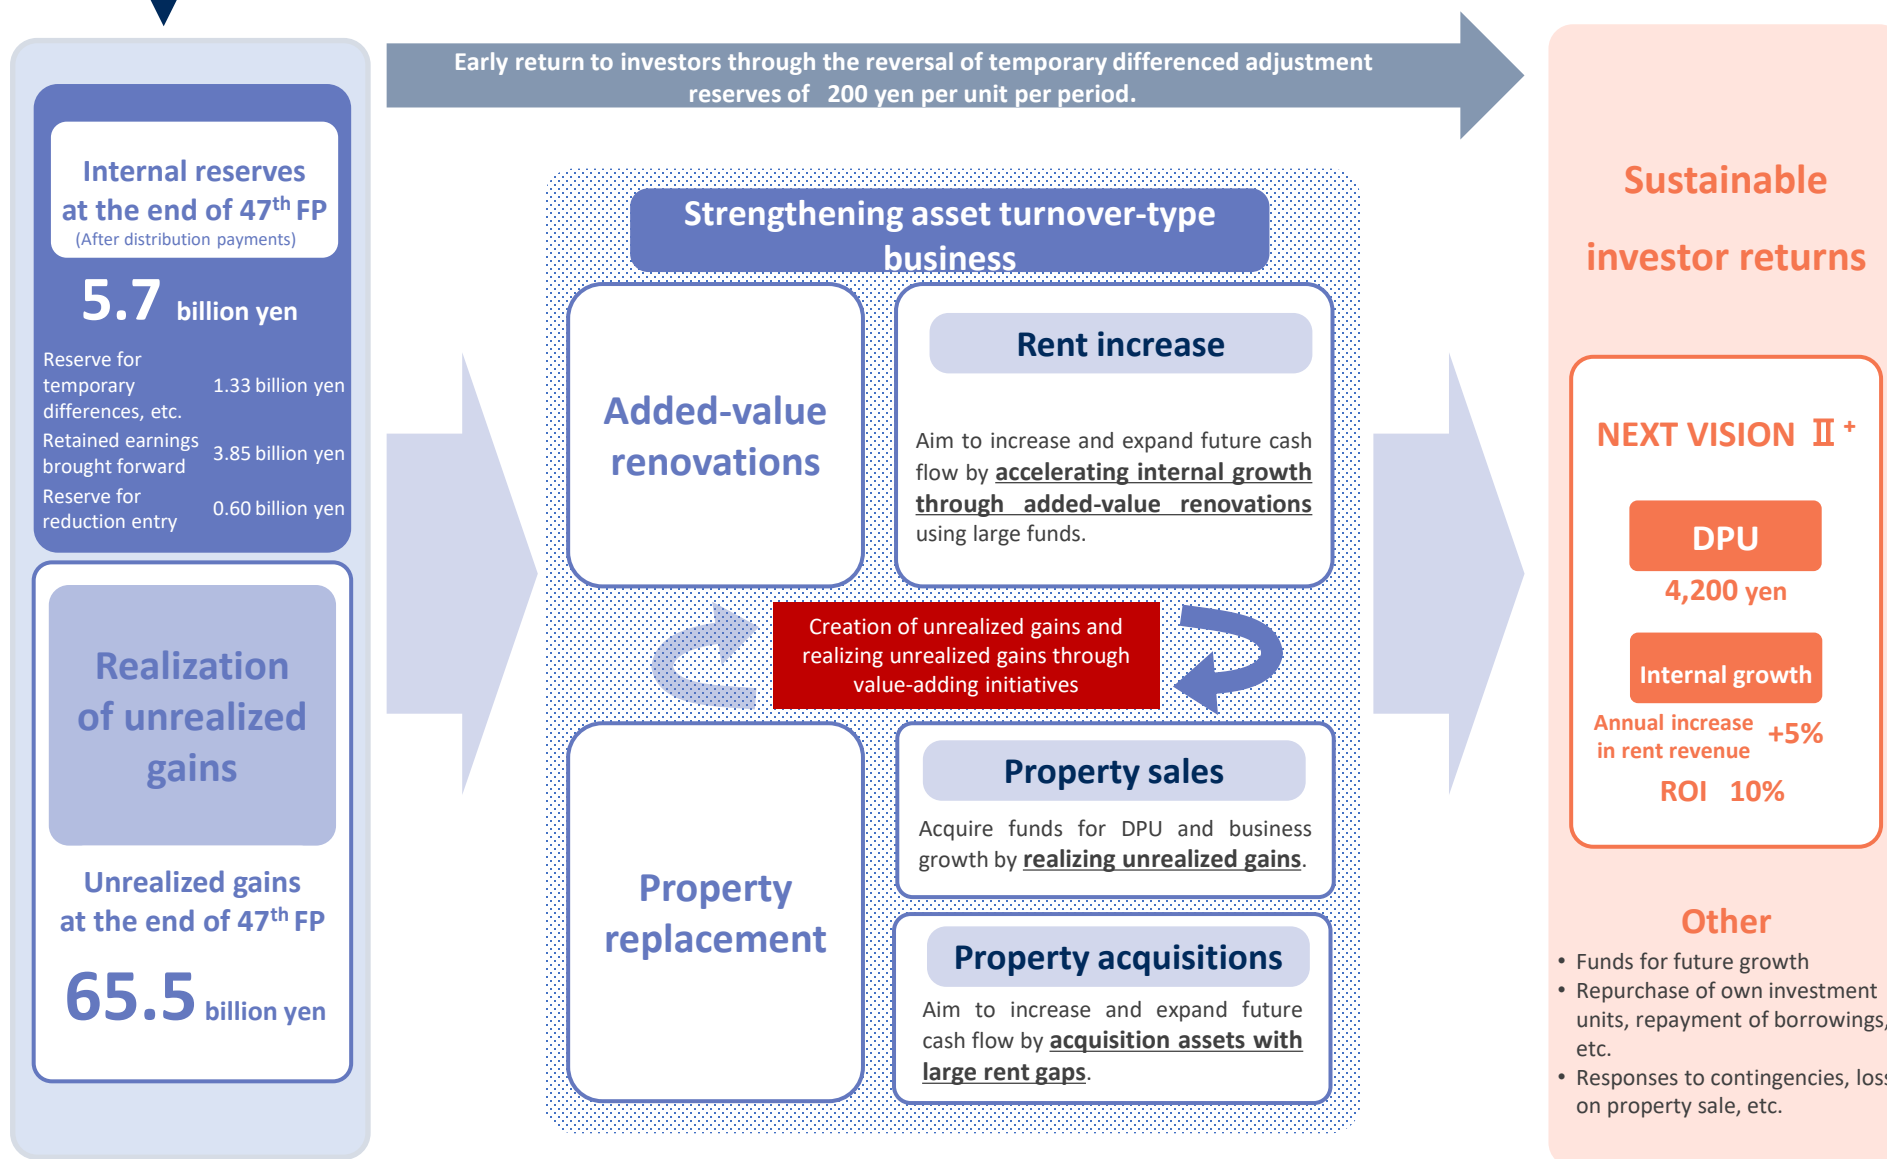 Early return to investors through the reversal of temporary differenced adjustment
reserves of 200 yen per unit per period.
Internal reserves
at the end of 47th FP
(After distribution payments)
5.7 billion yen
Reserve for
temporary
differences, etc.
1.33 billion yen
Retained earnings
brought forward
3.85 billion yen
Reserve for
reduction entry
0.60 billion yen
Realization
of unrealized
gains
Unrealized gains
at the end of 47th FP
65.5 billion yen
Strengthening asset turnover-type
business
Added-value
renovations
Rent increase
Aim to increase and expand future cash
flow by accelerating internal growth
through added-value renovations
using large funds.
Creation of unrealized gains and
realizing unrealized gains through
value-adding initiatives
Property
replacement
Property sales
Acquire funds for DPU and business
growth by realizing unrealized gains.
Property acquisitions
Aim to increase and expand future
cash flow by acquisition assets with
large rent gaps.
Sustainable
investor returns
NEXT VISION Ⅱ +
DPU
4,200 yen
Internal growth
Annual increase
in rent revenue
+5%
ROI 10%
Other
• Funds for future growth
• Repurchase of own investment
units, repayment of borrowings,
etc.
• Responses to contingencies, loss
on property sale, etc.